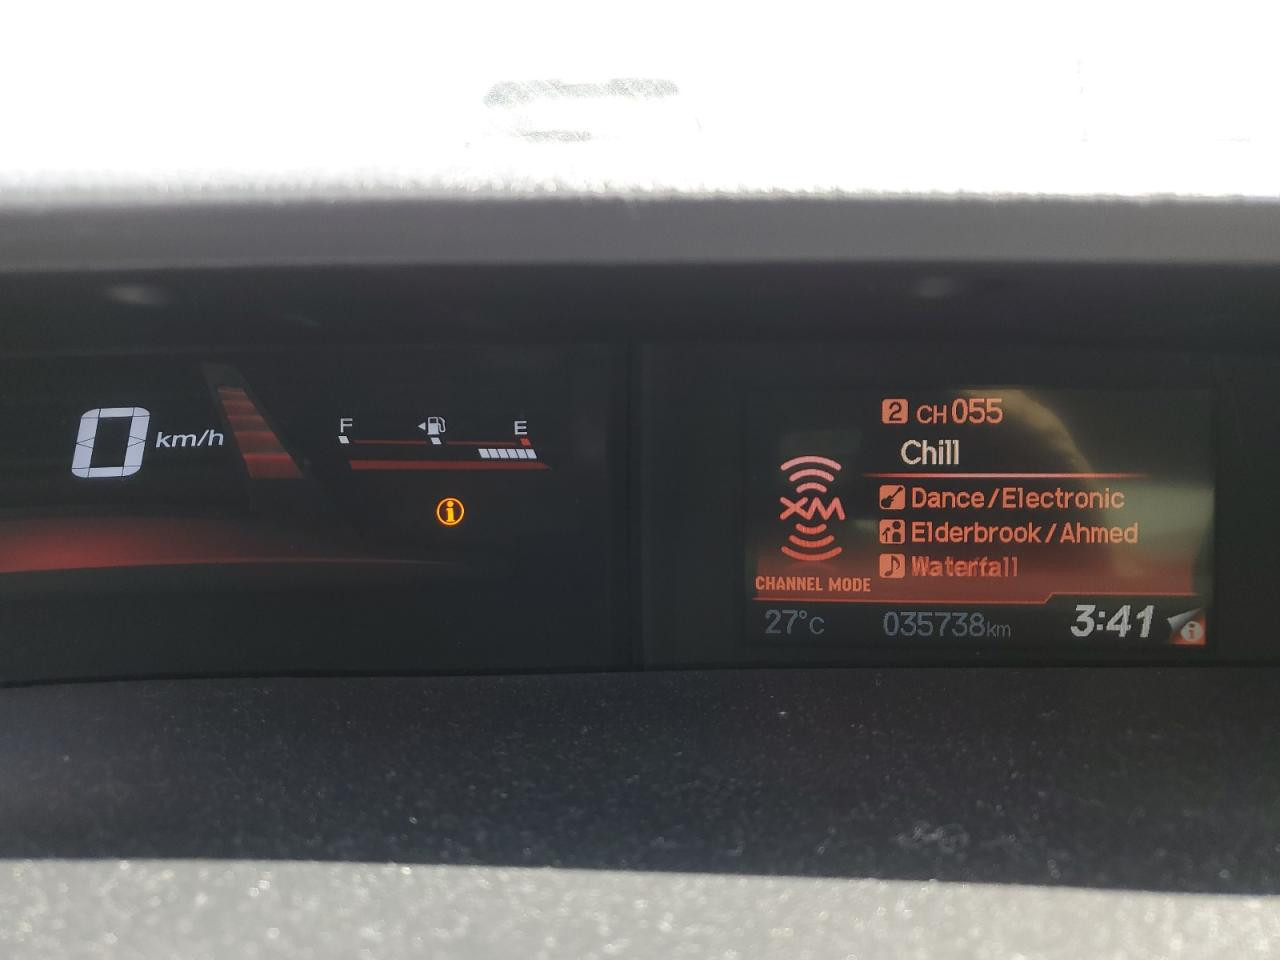 0 km/h
F E
2 CH 055
Chill
XM
Dance/Electronic
Elderbrook/Ahmed
Waterfall
CHANNEL MODE
27°C 035738km 3:41